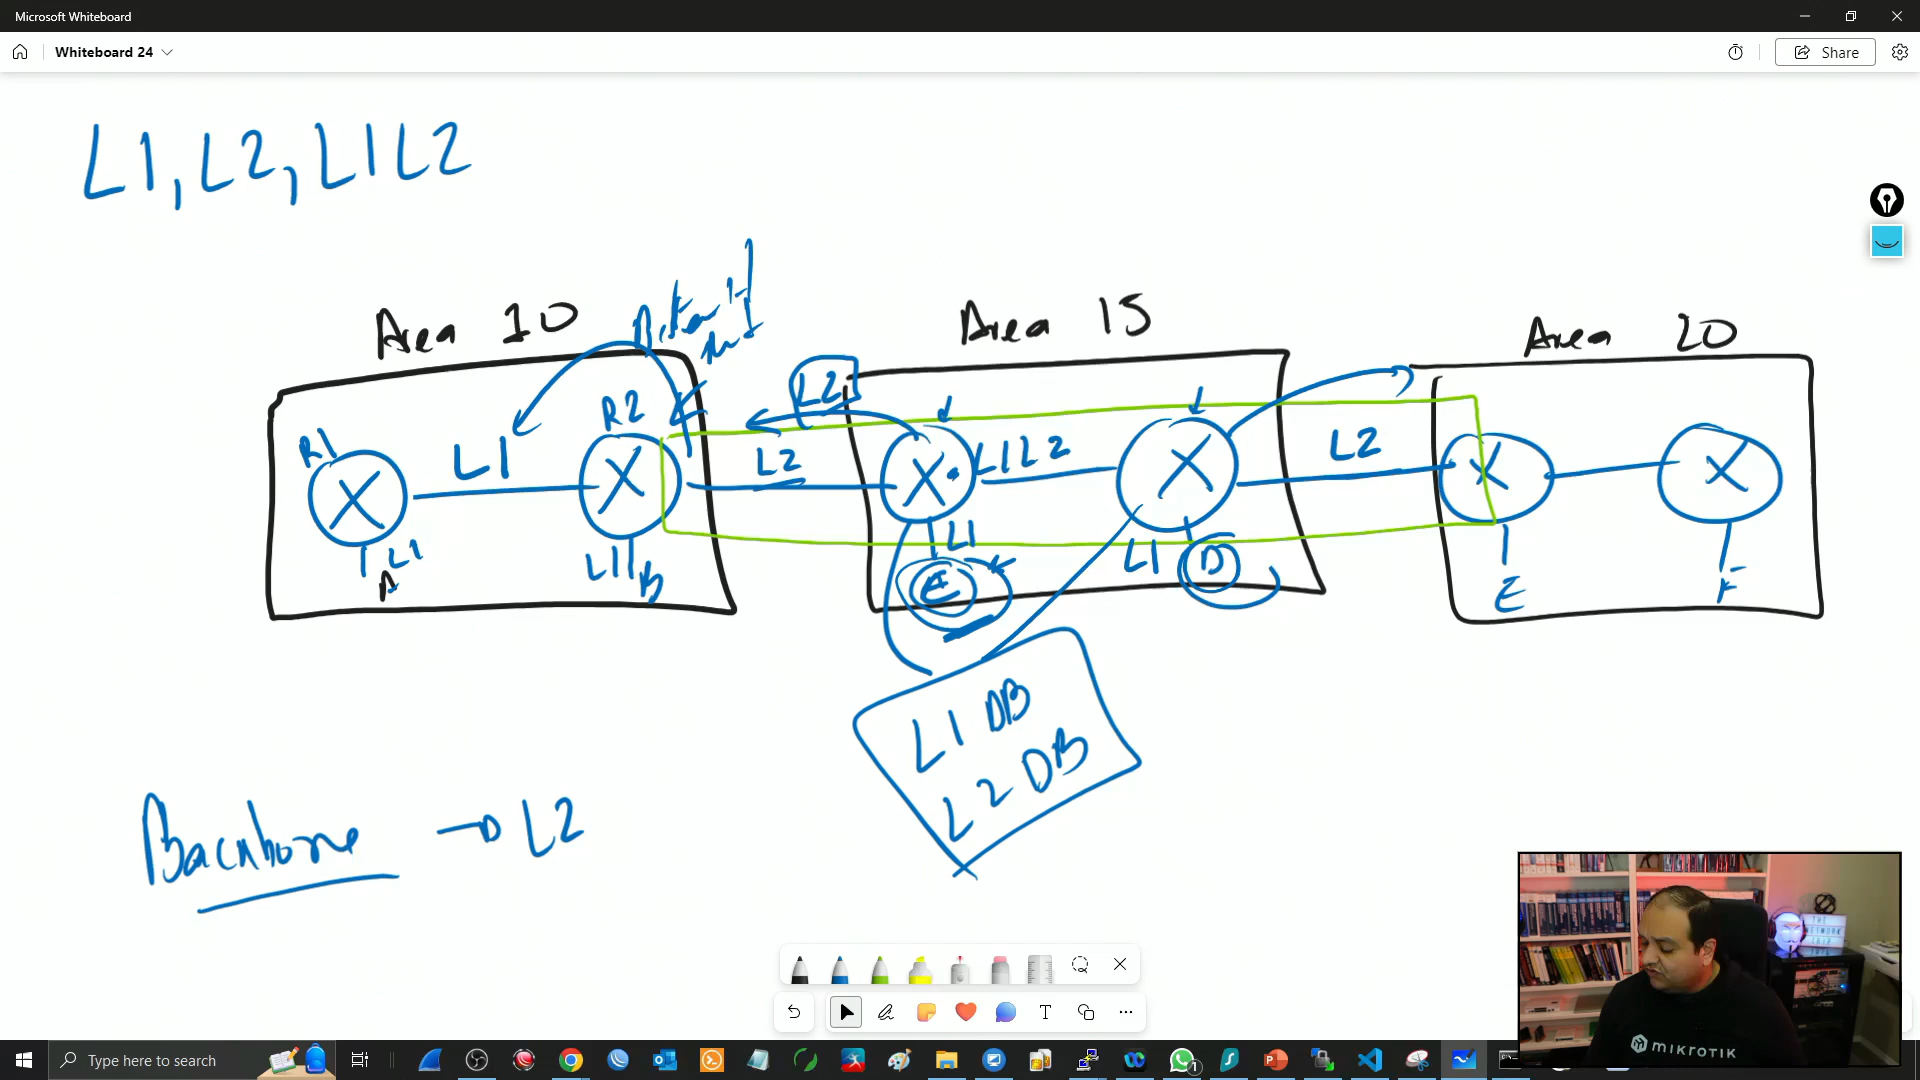 Microsoft Whiteboard
Whiteboard 24
Share
L1, L2, L1L2
Area 10
Area 15
Area 20
R1
L1
R2
L2
L2
L1L2
L2
L1
A
L1
B
L1
L1
D
E
F
L1 DB
L2 DB
Backbone → L2
Type here to search
1
MikroTik